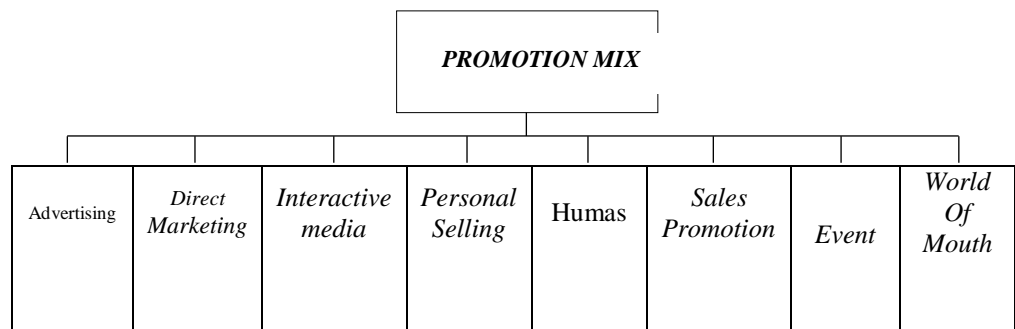 PROMOTION MIX
Advertising
Direct
Marketing
Interactive
media
Personal
Selling
Humas
Sales
Promotion
Event
World
Of
Mouth